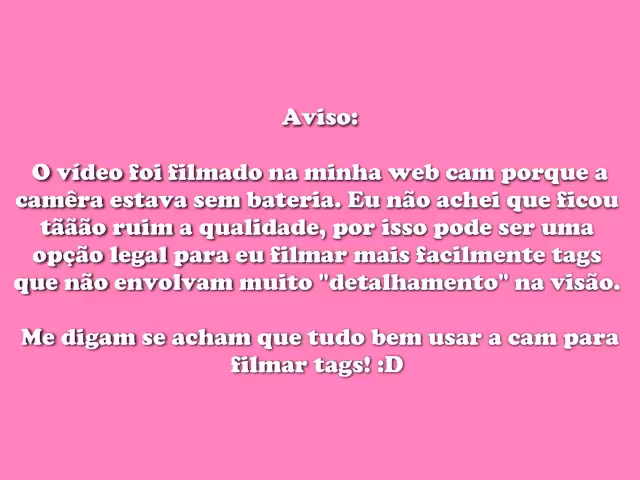 Aviso:
O vídeo foi filmado na minha web cam porque a
camêra estava sem bateria. Eu não achei que ficou
tããão ruim a qualidade, por isso pode ser uma
opção legal para eu filmar mais facilmente tags
que não envolvam muito "detalhamento" na visão.
Me digam se acham que tudo bem usar a cam para
filmar tags! :D